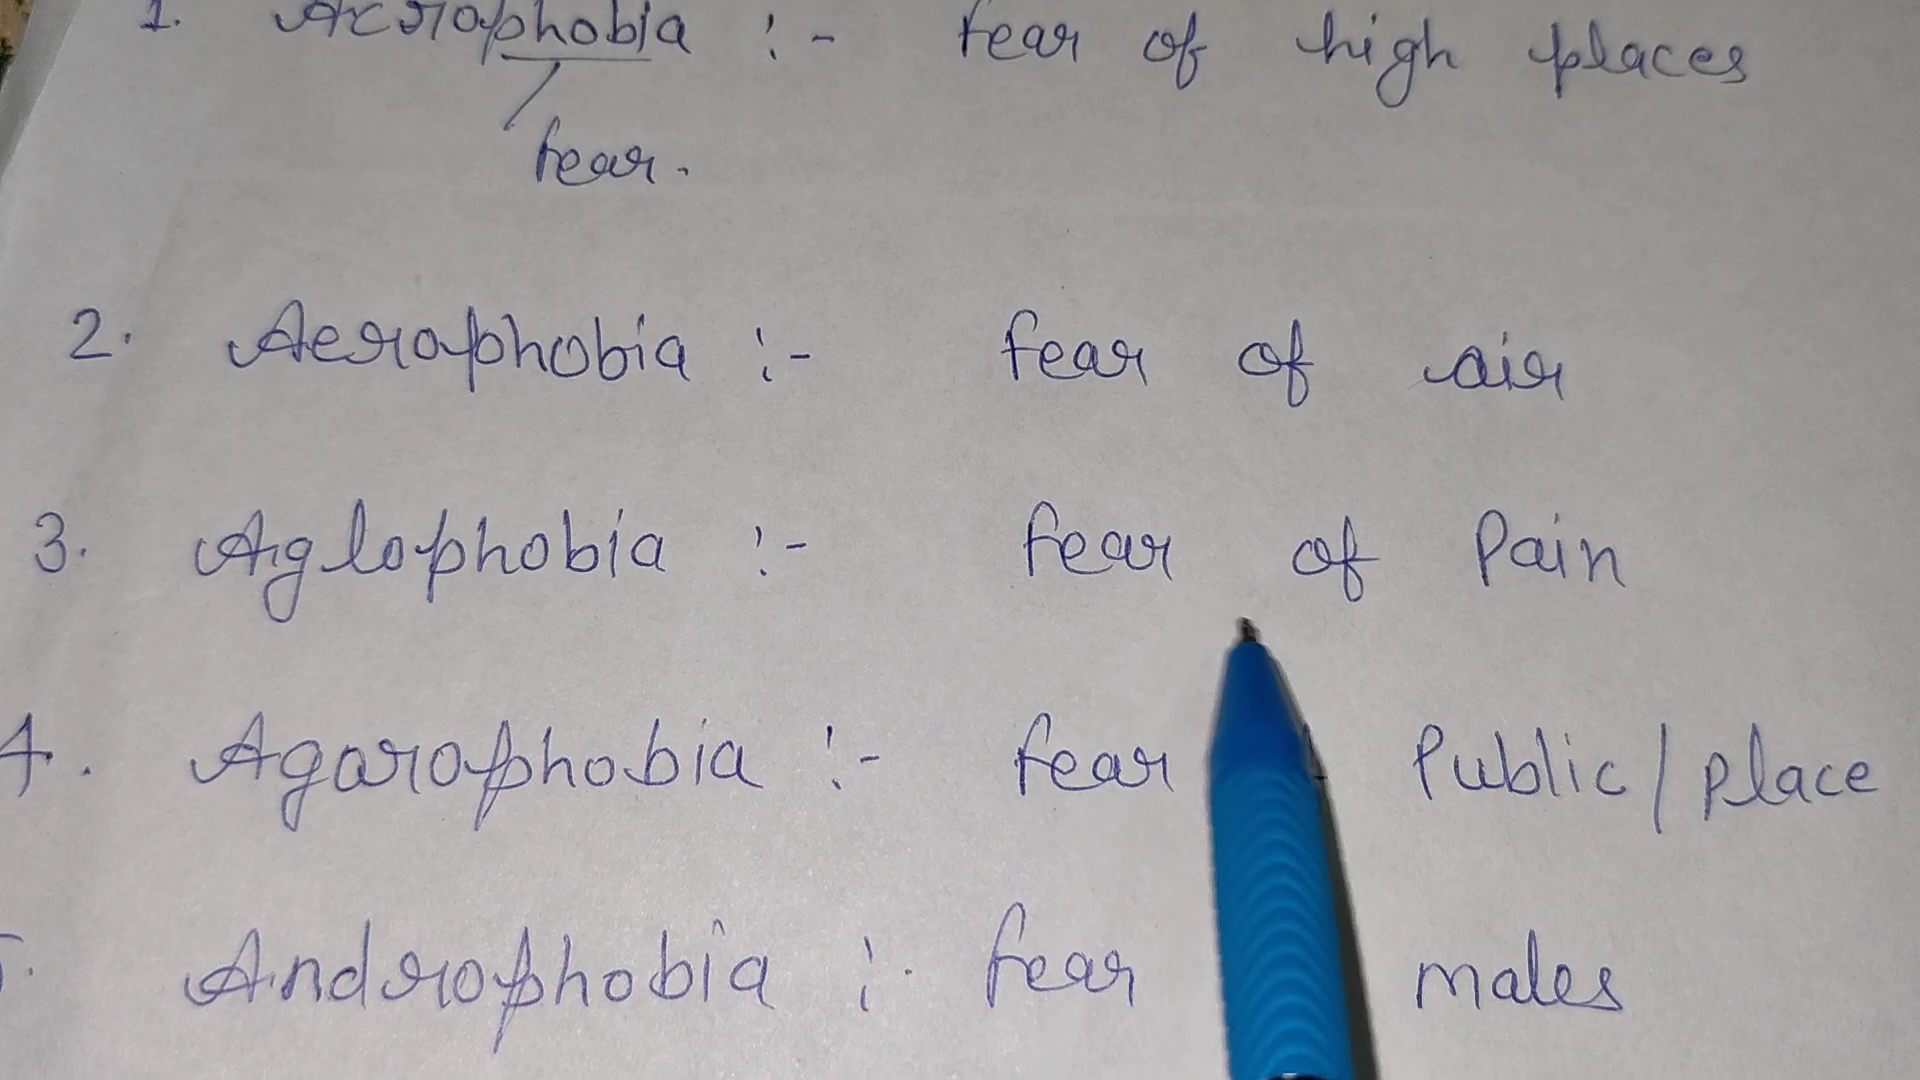 1. Acrophobia :- fear of high places
fear.
2. Aerophobia :- fear of air
3. Aglophobia :- fear of Pain
4. Agarophobia :- fear Public/place
5. Androphobia :- fear males